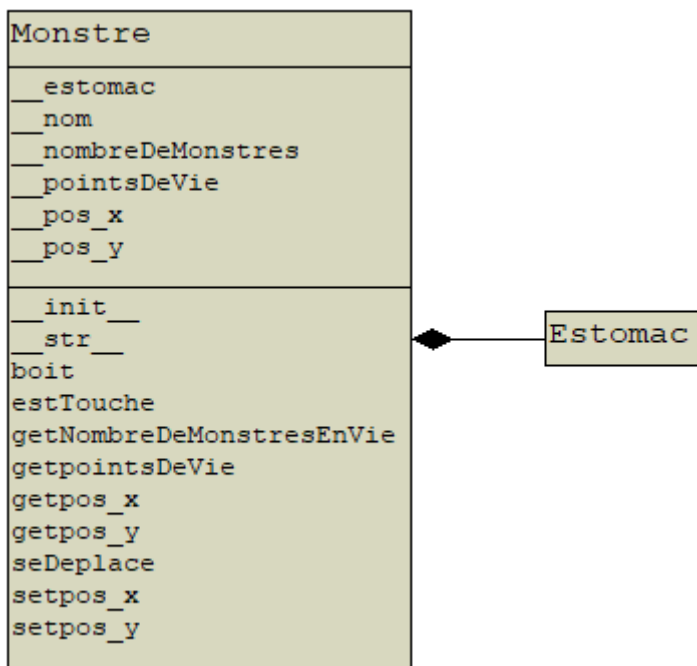 Monstre
__estomac
__nom
__nombreDeMonstres
__pointsDeVie
__pos_x
__pos_y
__init__
__str__
boit
estTouche
getNombreDeMonstresEnVie
getpointsDeVie
getpos_x
getpos_y
seDeplace
setpos_x
setpos_y
Estomac